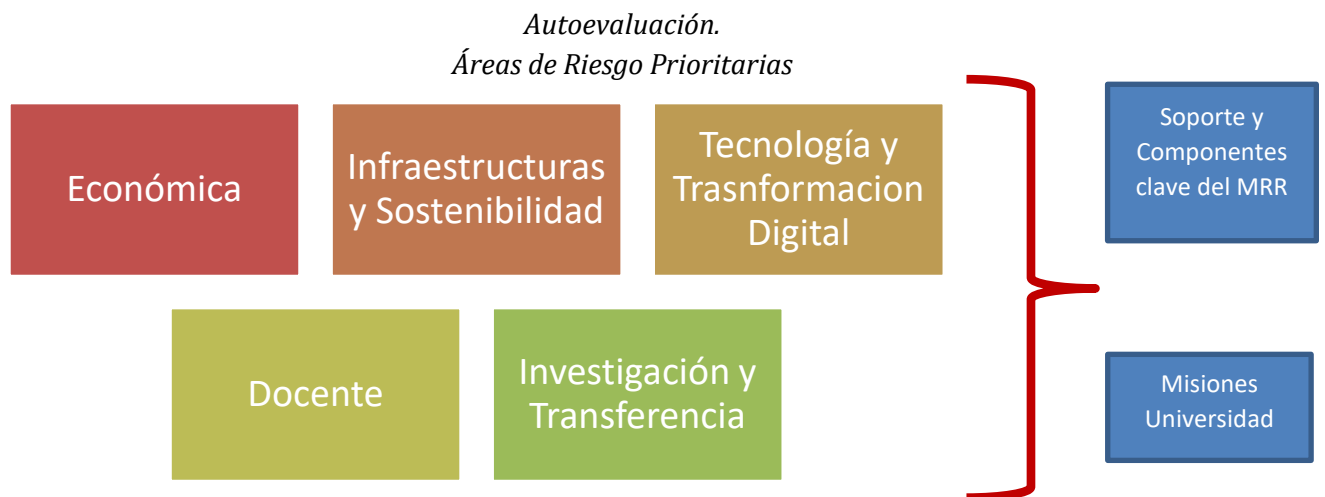 Autoevaluación.
Áreas de Riesgo Prioritarias
Económica
Infraestructuras
y Sostenibilidad
Tecnología y
Trasnformacion
Digital
Soporte y
Componentes
clave del MRR
Docente
Investigación y
Transferencia
Misiones
Universidad